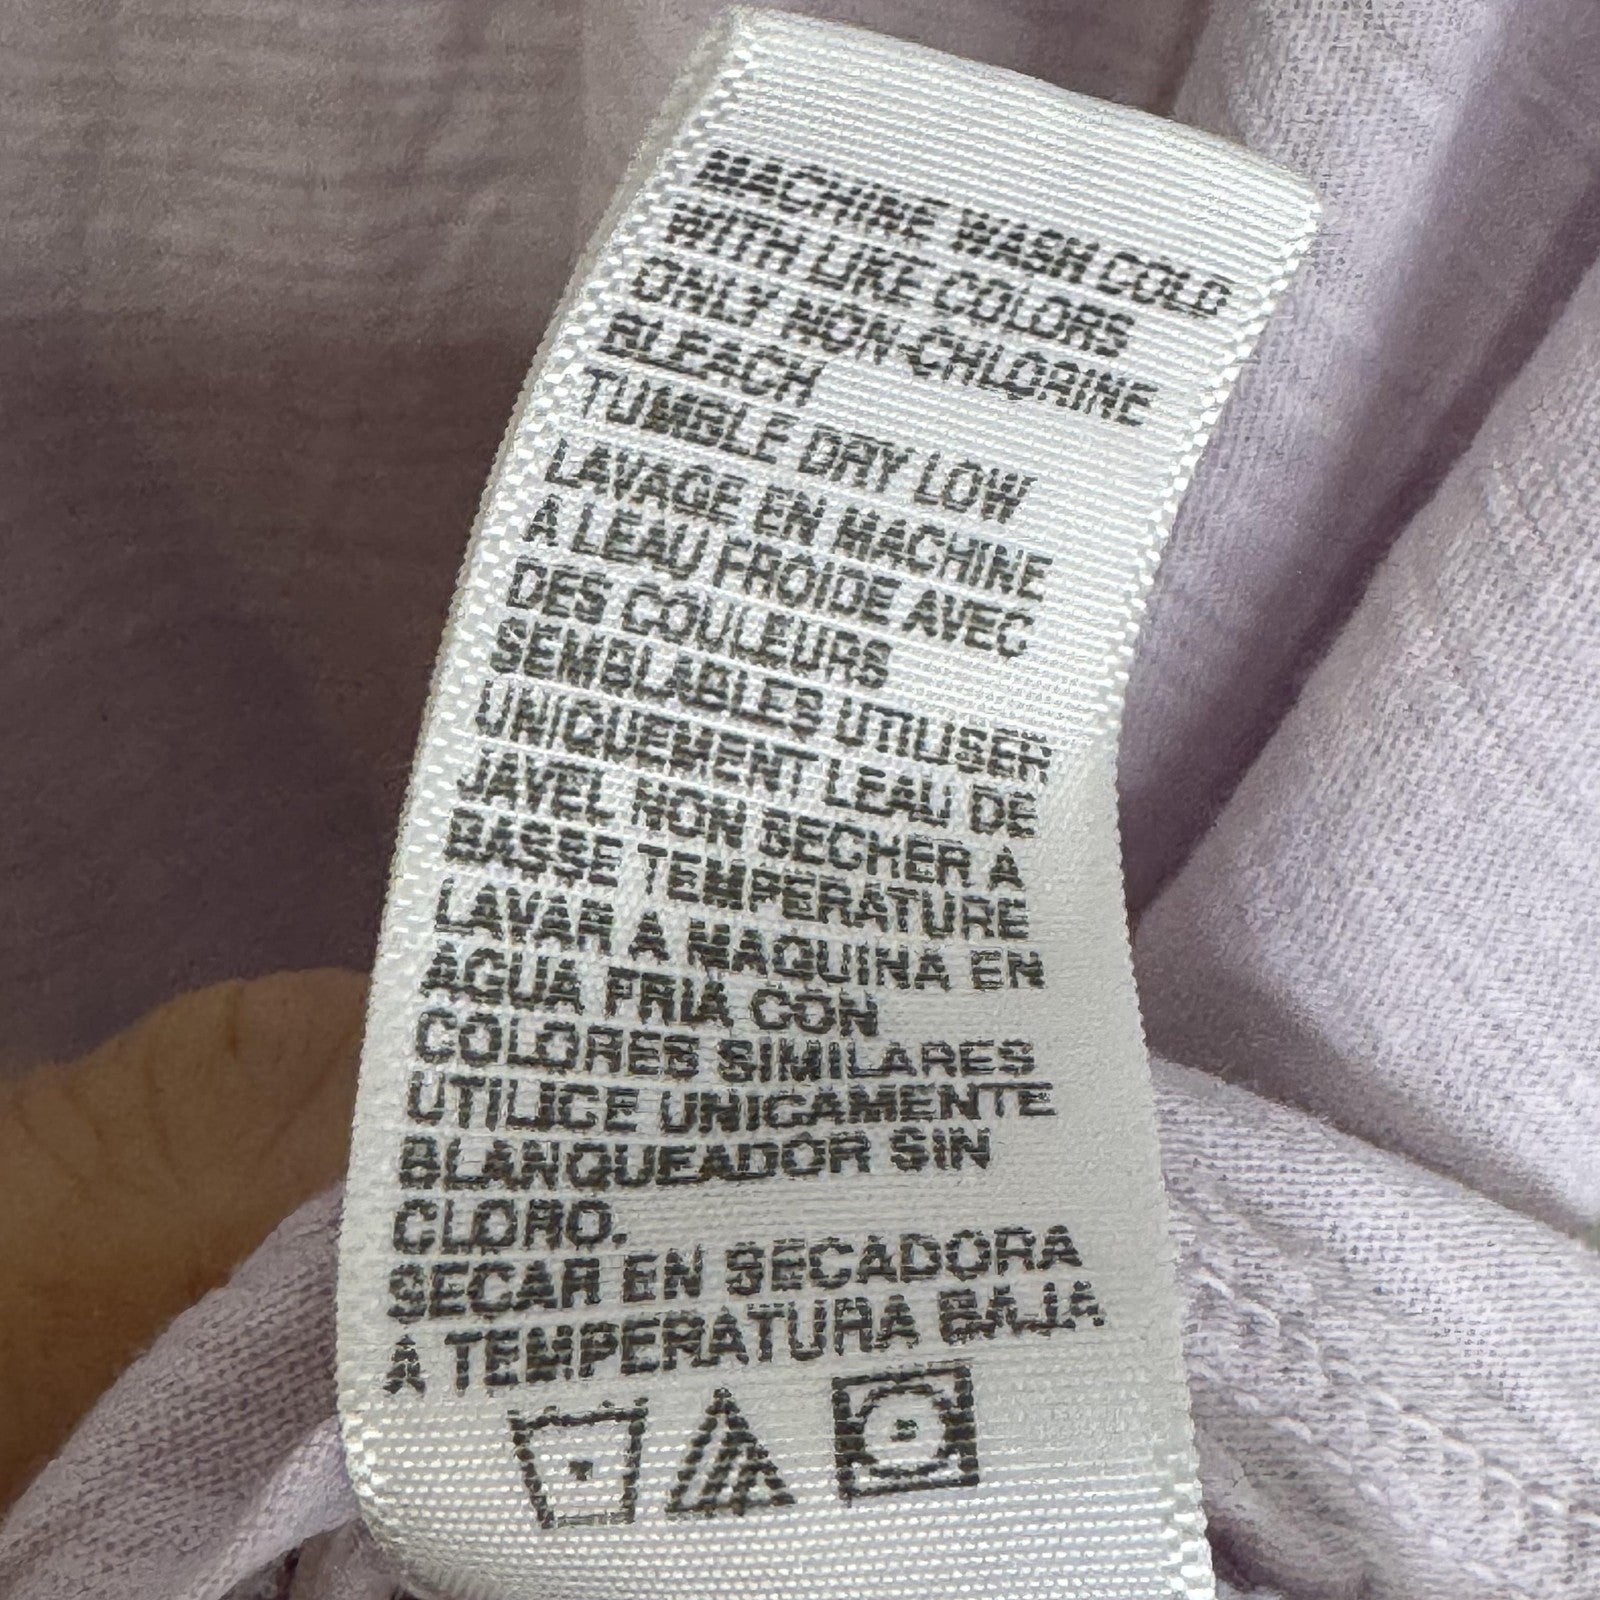 MACHINE WASH COLD
WITH LIKE COLORS
ONLY NON-CHLORINE
BLEACH
TUMBLE DRY LOW
LAVAGE EN MACHINE
A LEAU FROIDE AVEC
DES COULEURS
SEMBLABLES UTILISER
UNIQUEMENT LEAU DE
JAVEL NON SECHER A
BASSE TEMPERATURE
LAVAR A MAQUINA EN
AGUA FRIA CON
COLORES SIMILARES
UTILICE UNICAMENTE
BLANQUEADOR SIN
CLORO.
SECAR EN SECADORA
A TEMPERATURA BAJA